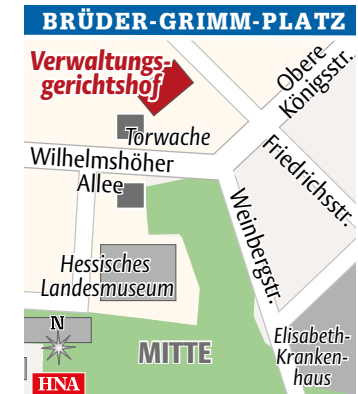 BRÜDER-GRIMM-PLATZ
Verwaltungs-
gerichtshof
Obere
Königsstr.
Torwache
Friedrichsstr.
Wilhelmshöher
Allee
Weinbergstr.
Hessisches
Landesmuseum
N
MITTE
Elisabeth-
Kranken-
haus
HNA